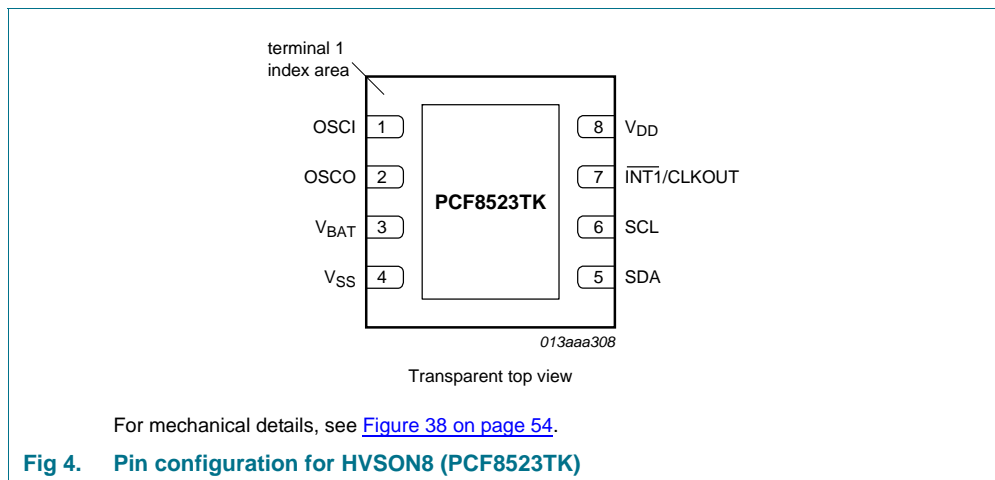 terminal 1
index area
OSCI 1
8 VDD
OSCO 2
7 INT1/CLKOUT
PCF8523TK
VBAT 3
6 SCL
VSS 4
5 SDA
013aaa308
Transparent top view
For mechanical details, see Figure 38 on page 54.
Fig 4. Pin configuration for HVSON8 (PCF8523TK)